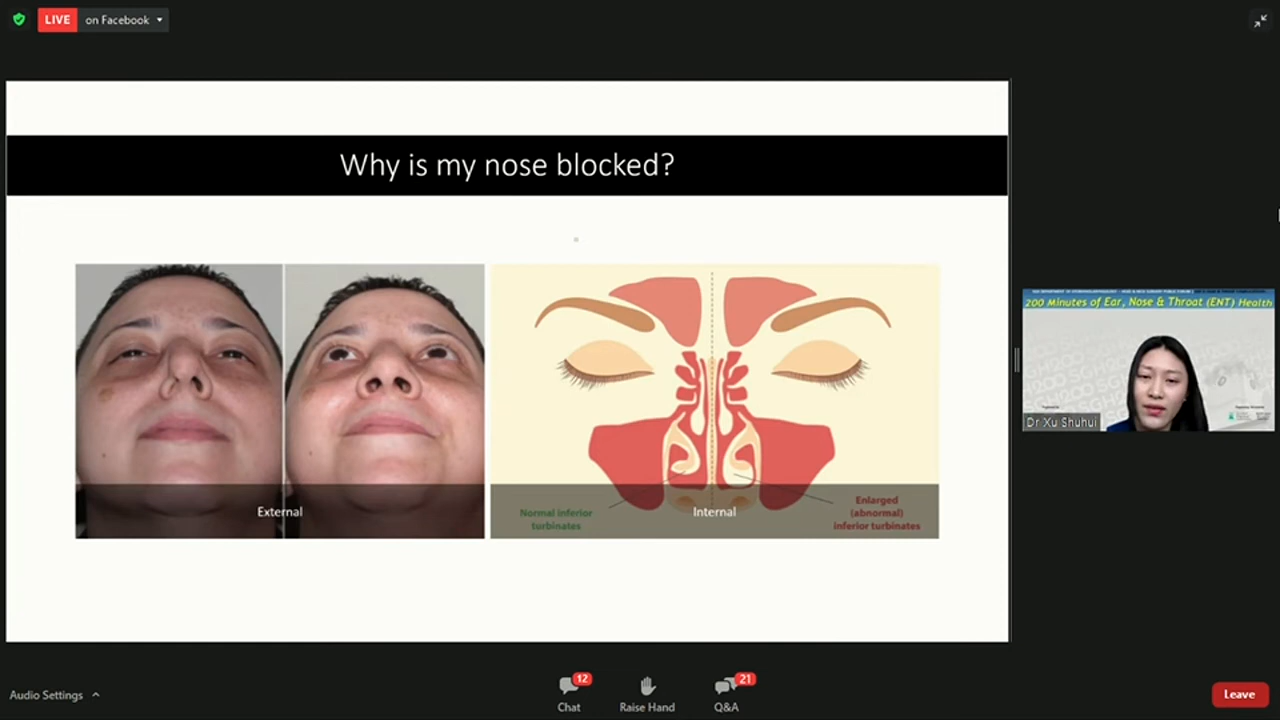 LIVE on Facebook
Why is my nose blocked?
External
Normal inferior
turbinates
Internal
Enlarged
(abnormal)
inferior turbinates
200 Minutes of Ear, Nose & Throat (ENT) Health
Dr Xu Shuhui
Audio Settings
12
Chat
Raise Hand
21
Q&A
Leave